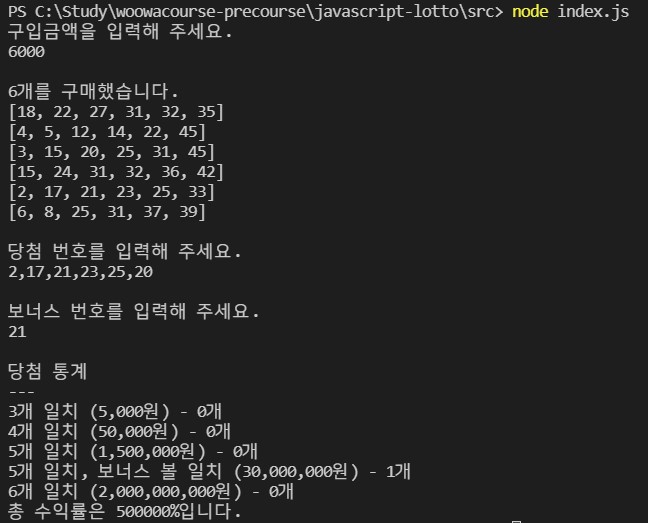 PS C:\Study\woowacourse-precourse\javascript-lotto\src> node index.js
구입금액을 입력해 주세요.
6000
6개를 구매했습니다.
[18, 22, 27, 31, 32, 35]
[4, 5, 12, 14, 22, 45]
[3, 15, 20, 25, 31, 45]
[15, 24, 31, 32, 36, 42]
[2, 17, 21, 23, 25, 33]
[6, 8, 25, 31, 37, 39]
당첨 번호를 입력해 주세요.
2,17,21,23,25,20
보너스 번호를 입력해 주세요.
21
당첨 통계
---
3개 일치 (5,000원) - 0개
4개 일치 (50,000원) - 0개
5개 일치 (1,500,000원) - 0개
5개 일치, 보너스 볼 일치 (30,000,000원) - 1개
6개 일치 (2,000,000,000원) - 0개
총 수익률은 500000%입니다.